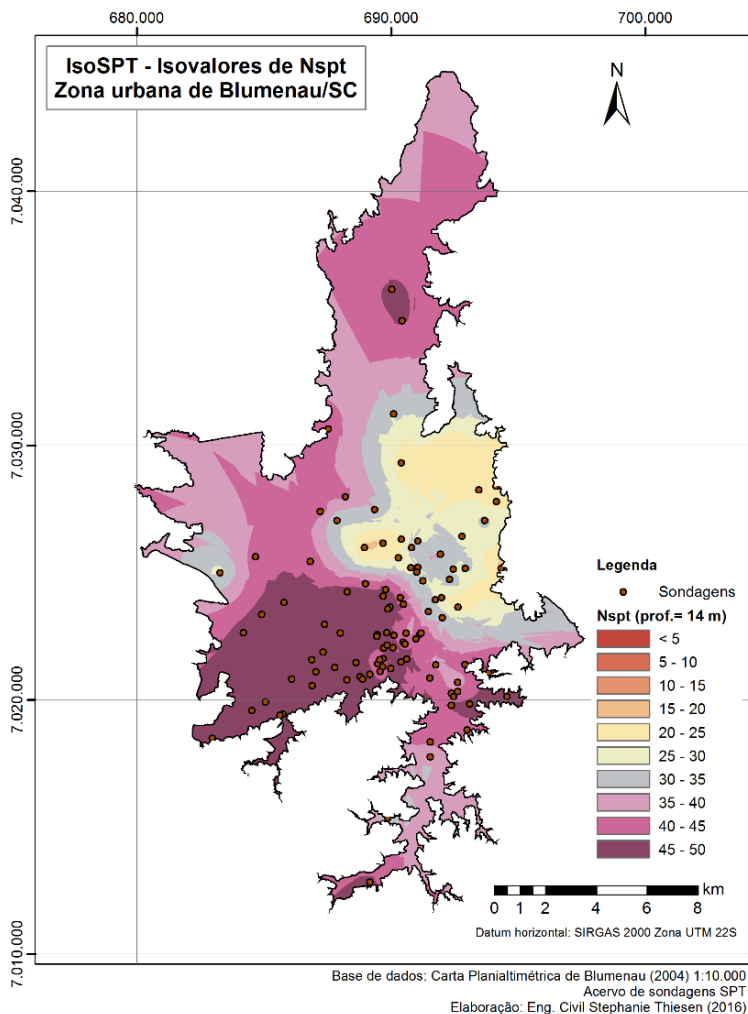 680.000
690.000
700.000
IsoSPT - Isovalores de Nspt
Zona urbana de Blumenau/SC
N
7.040.000
7.030.000
7.020.000
7.010.000
Legenda
Sondagens
Nspt (prof.= 14 m)
< 5
5 - 10
10 - 15
15 - 20
20 - 25
25 - 30
30 - 35
35 - 40
40 - 45
45 - 50
km
0 1 2 4 6 8
Datum horizontal: SIRGAS 2000 Zona UTM 22S
Base de dados: Carta Planialtimétrica de Blumenau (2004) 1:10.000
Acervo de sondagens SPT
Elaboração: Eng. Civil Stephanie Thiesen (2016)